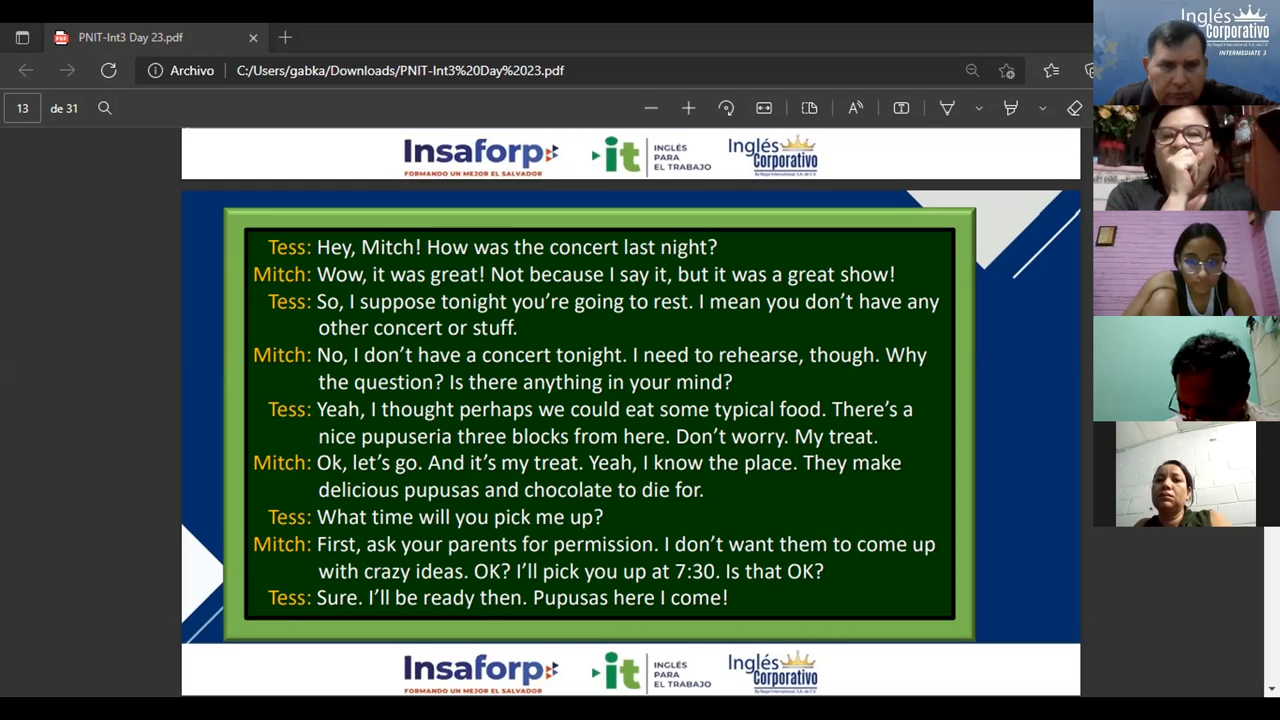 PNIT-Int3 Day 23.pdf
Archivo
C:/Users/gabka/Downloads/PNIT-Int3%20Day%2023.pdf
13
de 31
Insaforp
FORMANDO UN MEJOR EL SALVADOR
it
INGLÉS
PARA
EL TRABAJO
Inglés
Corporativo
Tess: Hey, Mitch! How was the concert last night?
Mitch: Wow, it was great! Not because I say it, but it was a great show!
Tess: So, I suppose tonight you’re going to rest. I mean you don’t have any
other concert or stuff.
Mitch: No, I don’t have a concert tonight. I need to rehearse, though. Why
the question? Is there anything in your mind?
Tess: Yeah, I thought perhaps we could eat some typical food. There’s a
nice pupuseria three blocks from here. Don’t worry. My treat.
Mitch: Ok, let’s go. And it’s my treat. Yeah, I know the place. They make
delicious pupusas and chocolate to die for.
Tess: What time will you pick me up?
Mitch: First, ask your parents for permission. I don’t want them to come up
with crazy ideas. OK? I’ll pick you up at 7:30. Is that OK?
Tess: Sure. I’ll be ready then. Pupusas here I come!
Insaforp
FORMANDO UN MEJOR EL SALVADOR
it
INGLÉS
PARA
EL TRABAJO
Inglés
Corporativo
Inglés
Corporativo
INTERMEDIATE 3